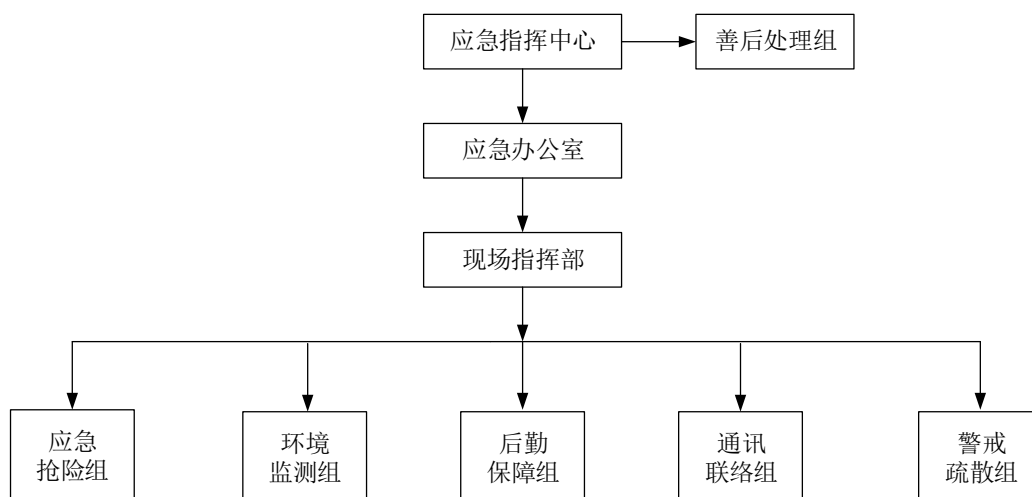 应急指挥中心
善后处理组
应急办公室
现场指挥部
应急
抢险组
环境
监测组
后勤
保障组
通讯
联络组
警戒
疏散组